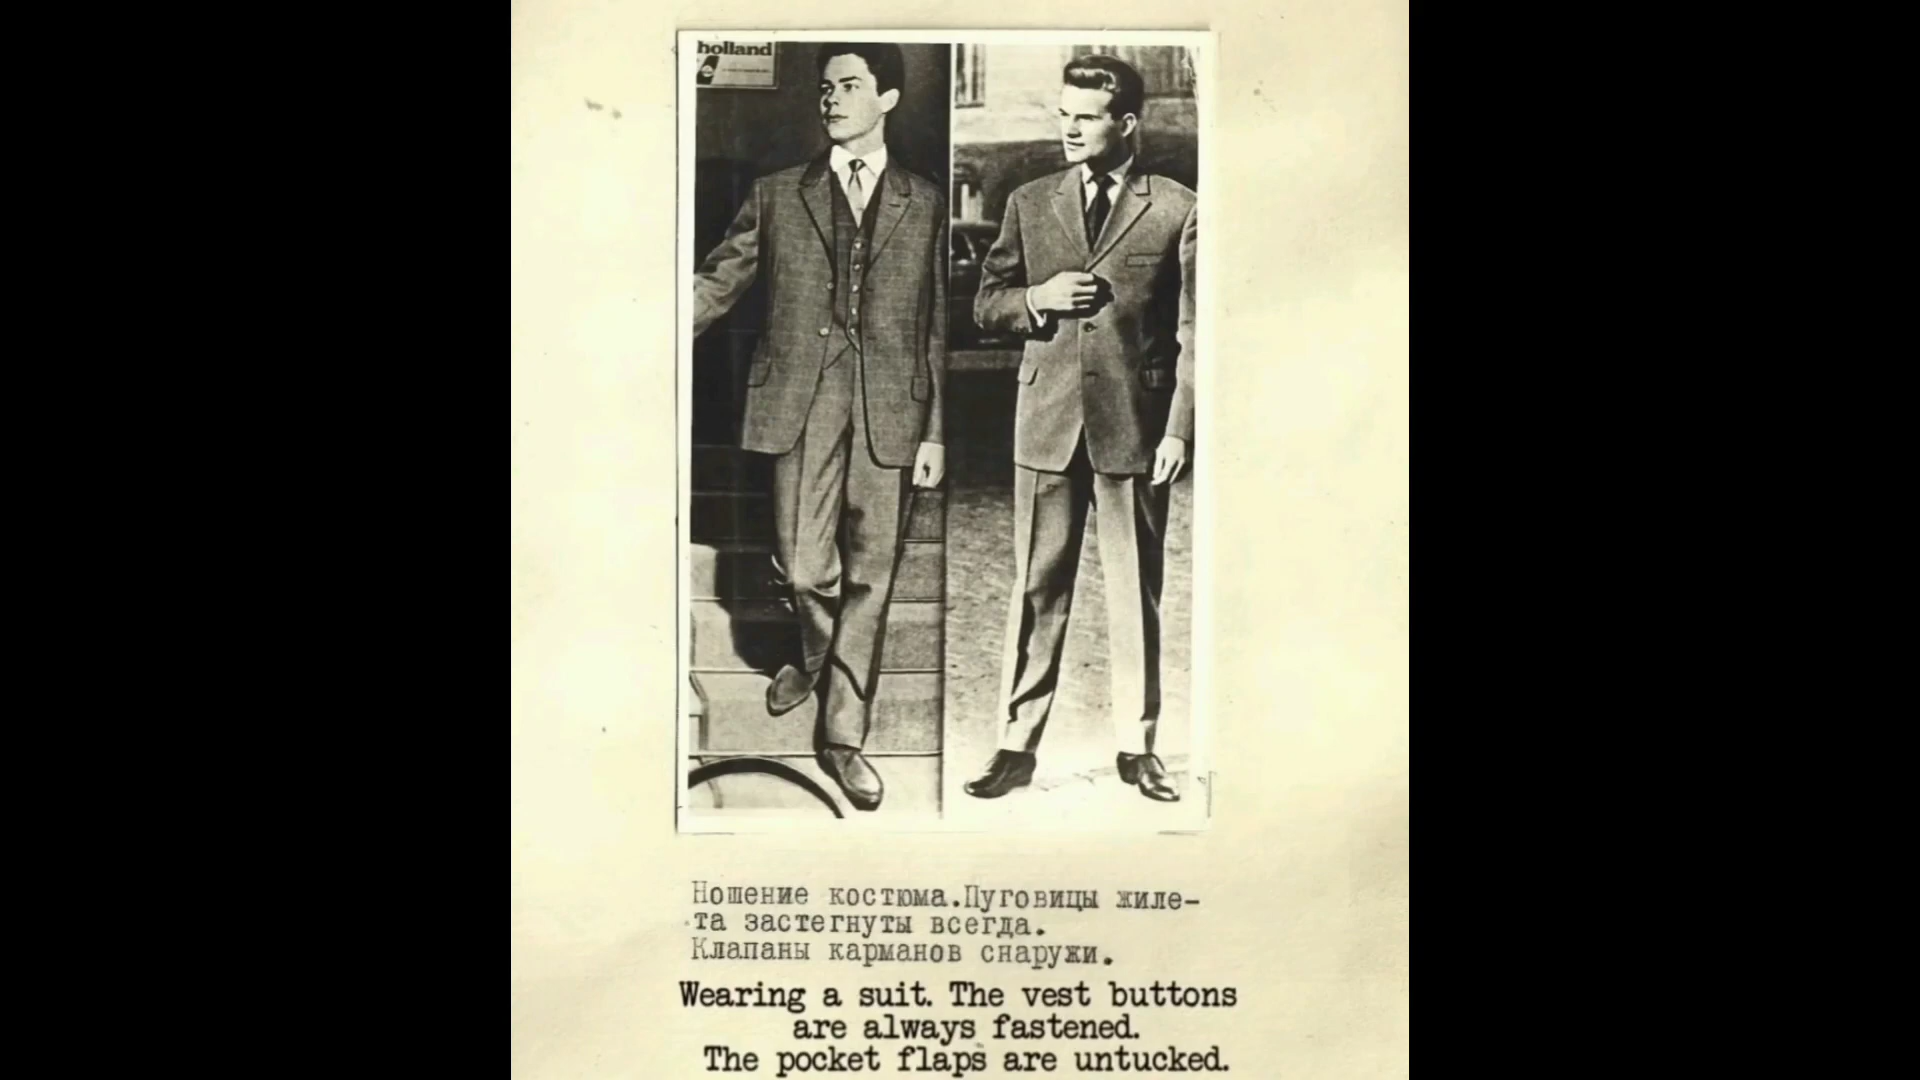 holland
Ношение костюма.Пуговицы жиле-
та застегнуты всегда.
Клапаны карманов снаружи.
Wearing a suit. The vest buttons
are always fastened.
The pocket flaps are untucked.